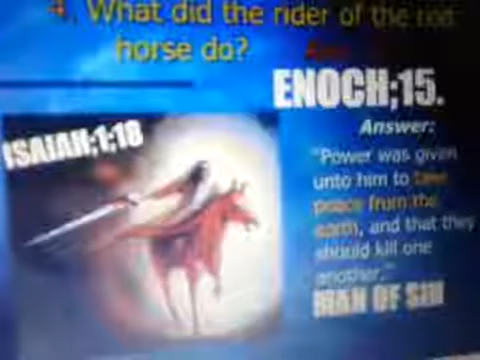 4. What did the rider of the red
horse do?
ENOCH;15.
ISAIAH;1;18
Answer:
"Power was given
unto him to take
peace from the
earth, and that they
should kill one
another."
MAN OF SIN